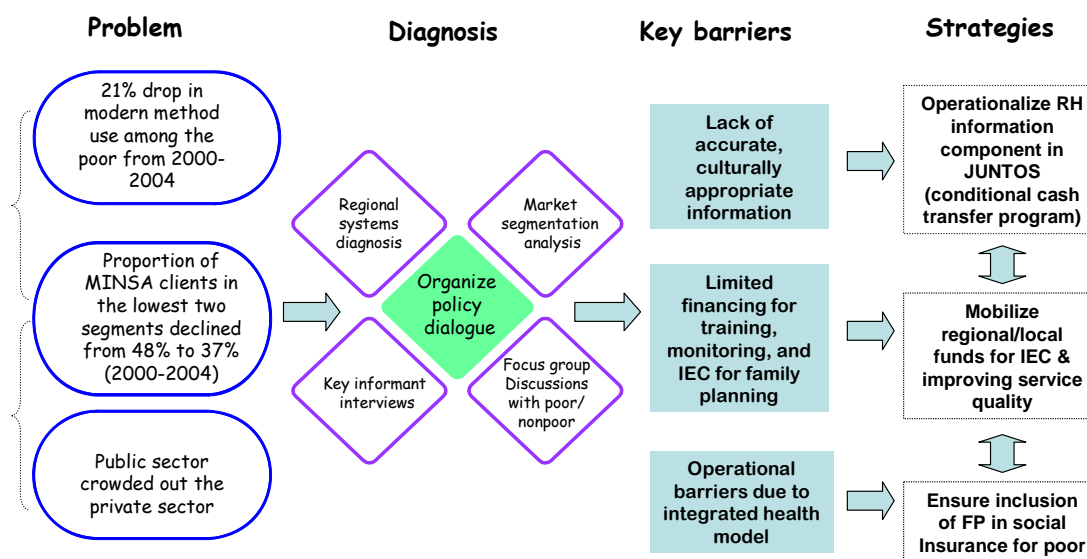 Problem
Diagnosis
Key barriers
Strategies
21% drop in
modern method
use among the
poor from 2000-
2004
Proportion of
MINSA clients in
the lowest two
segments declined
from 48% to 37%
(2000-2004)
Public sector
crowded out the
private sector
Regional
systems
diagnosis
Market
segmentation
analysis
Organize
policy
dialogue
Key informant
interviews
Focus group
Discussions
with poor/
nonpoor
Lack of
accurate,
culturally
appropriate
information
Limited
financing for
training,
monitoring, and
IEC for family
planning
Operational
barriers due to
integrated health
model
Operationalize RH
information
component in
JUNTOS
(conditional cash
transfer program)
Mobilize
regional/local
funds for IEC &
improving service
quality
Ensure inclusion
of FP in social
Insurance for poor